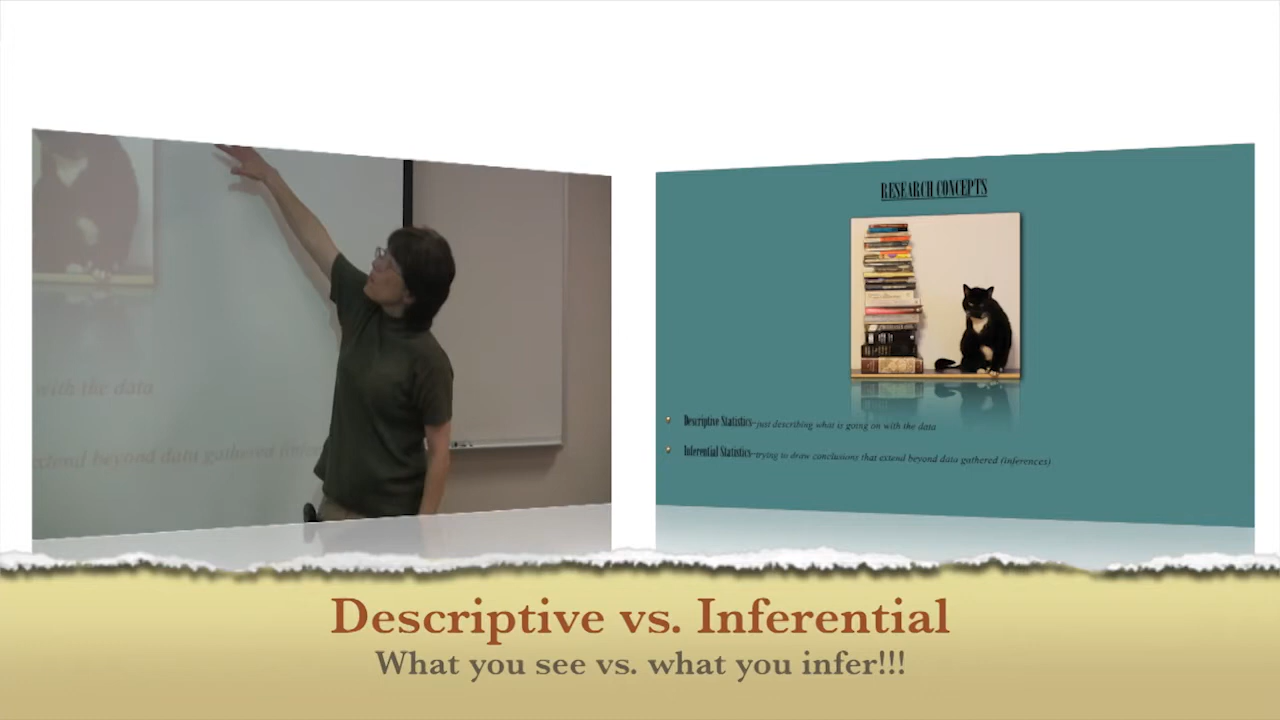 with the data
extend beyond data gathered
RESEARCH CONCEPTS
Descriptive Statistics-just describing what is going on with the data
Inferential Statistics-trying to draw conclusions that extend beyond data gathered (inferences)
Descriptive vs. Inferential
What you see vs. what you infer!!!